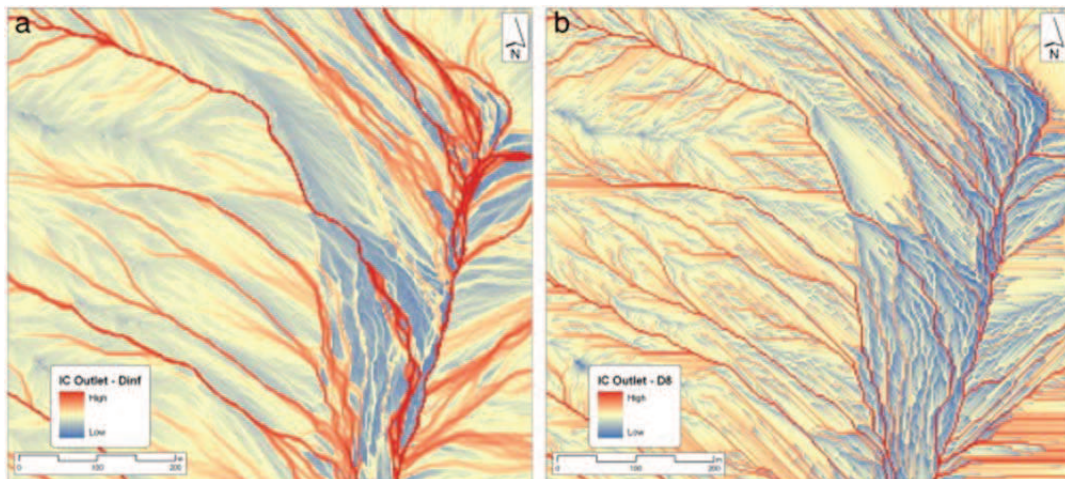 a
N
IC Outlet - Dinf
High
Low
0 100 200 m
b
N
IC Outlet - D8
High
Low
0 100 200 m